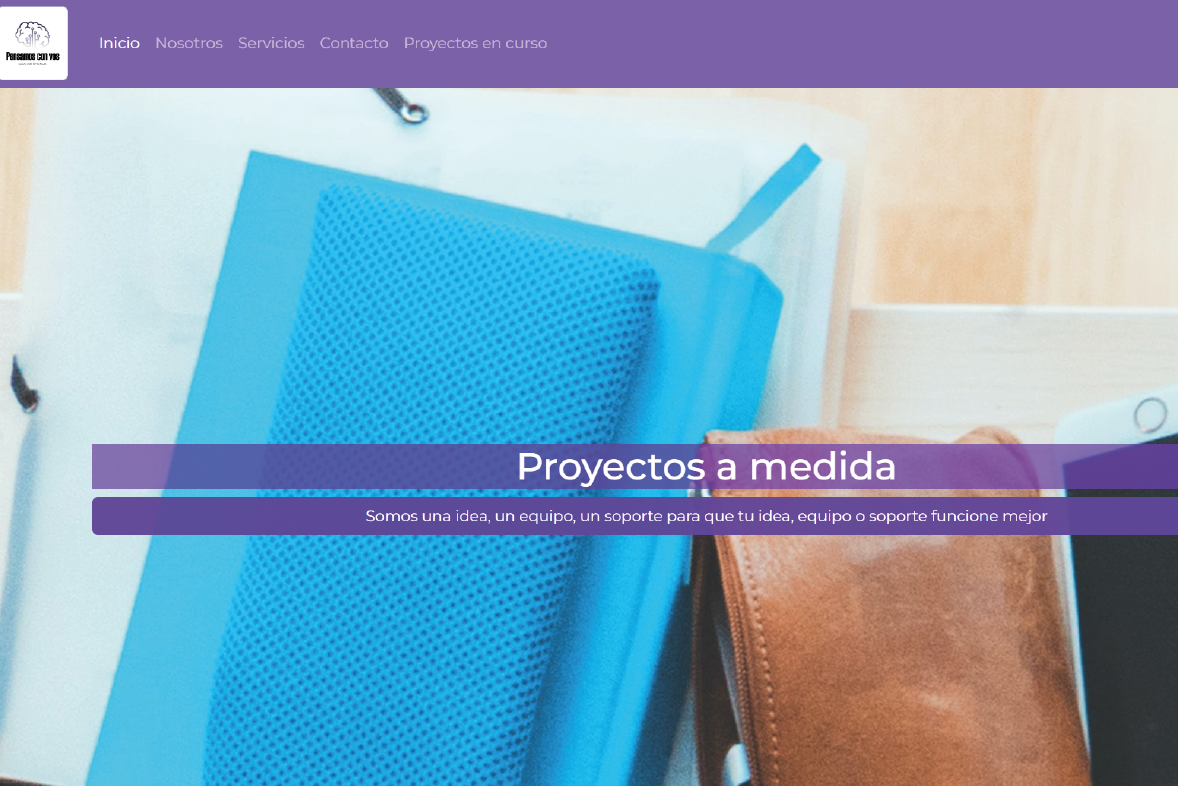 Pensamos con vos
Inicio Nosotros Servicios Contacto Proyectos en curso
Proyectos a medida
Somos una idea, un equipo, un soporte para que tu idea, equipo o soporte funcione mejor